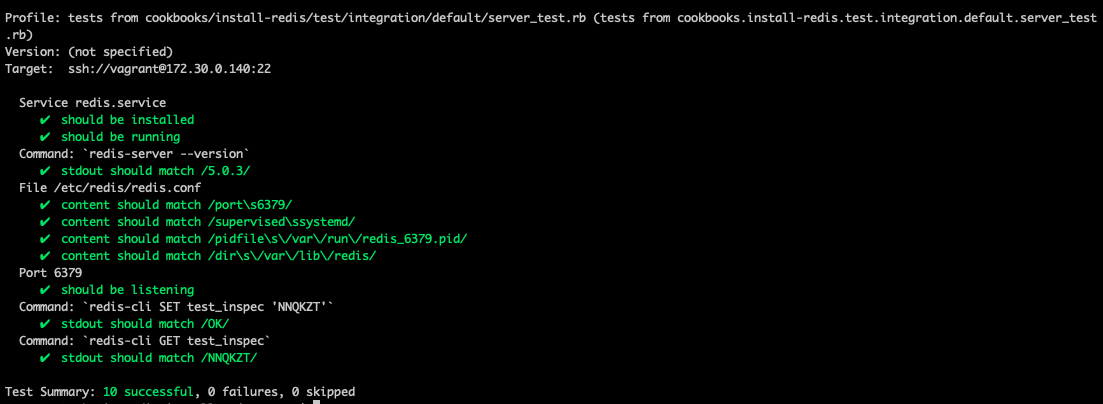 Profile: tests from cookbooks/install-redis/test/integration/default/server_test.rb (tests from cookbooks.install-redis.test.integration.default.server_test
.rb)
Version: (not specified)
Target:  ssh://vagrant@172.30.0.140:22
Service redis.service
✔ should be installed
✔ should be running
Command: `redis-server --version`
✔ stdout should match /5.0.3/
File /etc/redis/redis.conf
✔ content should match /port\s6379/
✔ content should match /supervised\ssystemd/
✔ content should match /pidfile\s\/var\/run\/redis_6379.pid/
✔ content should match /dir\s\/var\/lib\/redis/
Port 6379
✔ should be listening
Command: `redis-cli SET test_inspec 'NNQKZT'`
✔ stdout should match /OK/
Command: `redis-cli GET test_inspec`
✔ stdout should match /NNQKZT/
Test Summary: 10 successful, 0 failures, 0 skipped